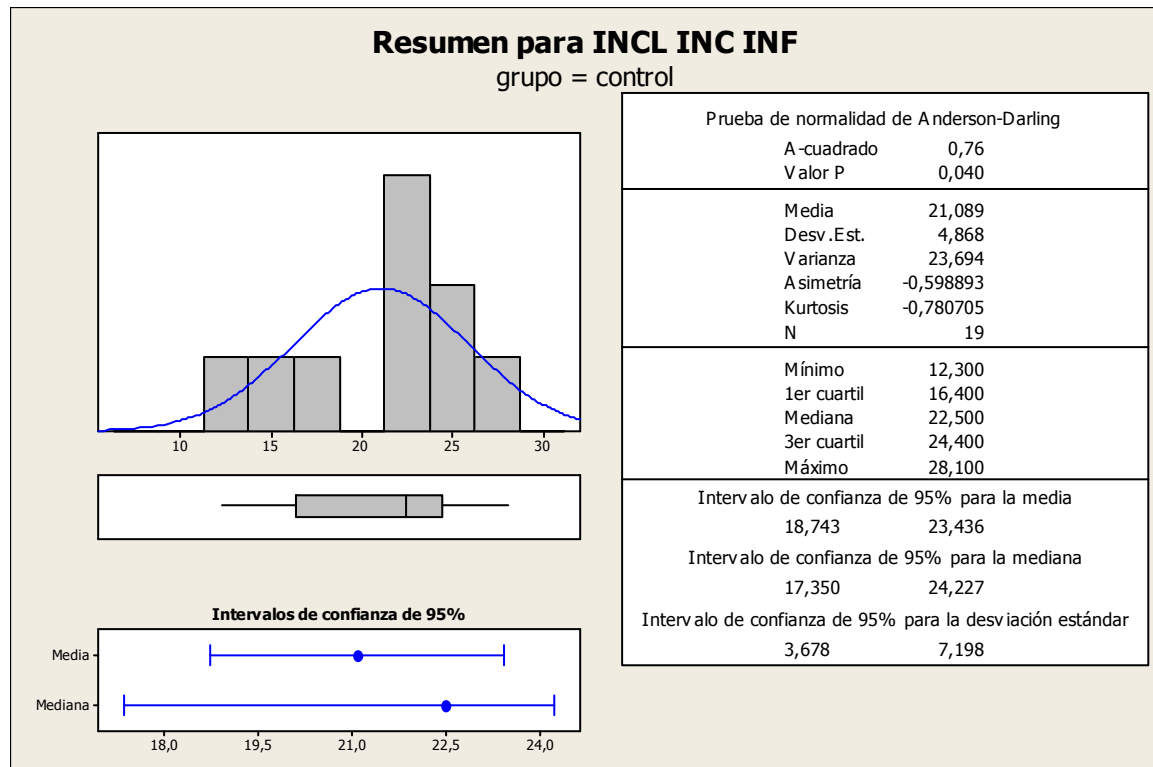 Resumen para INCL INC INF
grupo = control
10 15 20 25 30
Intervalos de confianza de 95%
Media
Mediana
18,0 19,5 21,0 22,5 24,0
Prueba de normalidad de Anderson-Darling
A-cuadrado 0,76
Valor P 0,040
Media 21,089
Desv.Est. 4,868
Varianza 23,694
Asimetría -0,598893
Kurtosis -0,780705
N 19
Mínimo 12,300
1er cuartil 16,400
Mediana 22,500
3er cuartil 24,400
Máximo 28,100
Intervalo de confianza de 95% para la media
18,743 23,436
Intervalo de confianza de 95% para la mediana
17,350 24,227
Intervalo de confianza de 95% para la desviación estándar
3,678 7,198